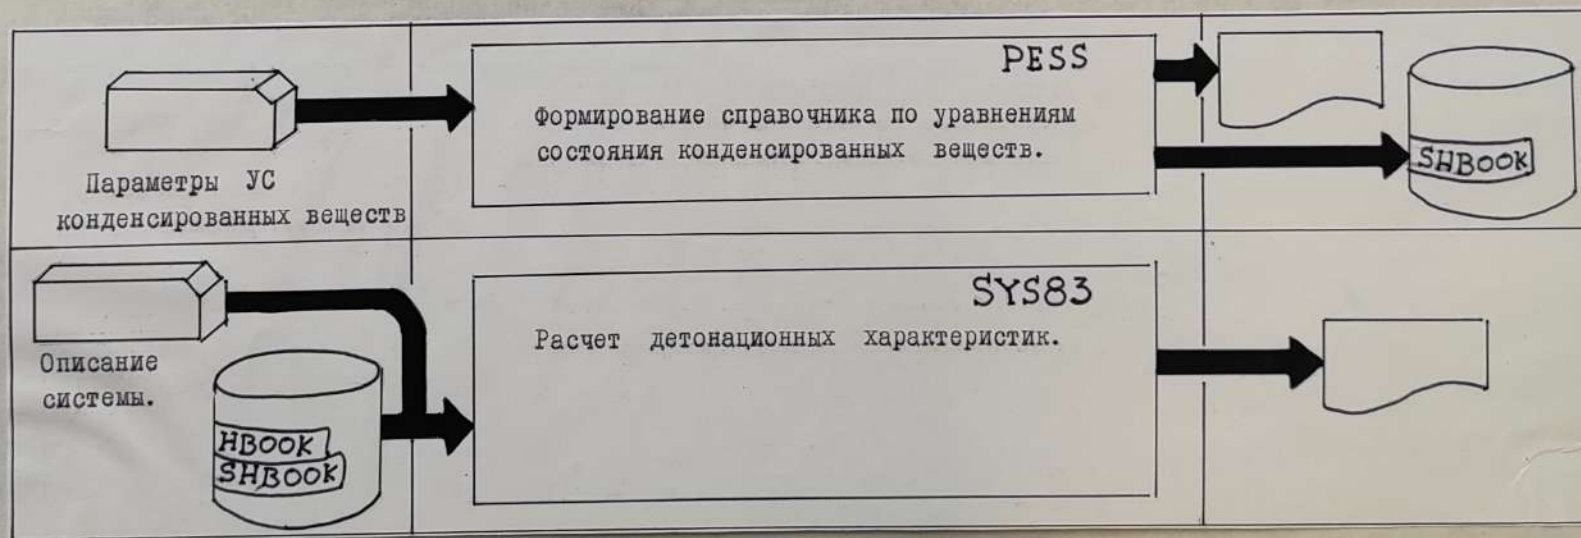 PESS
Формирование справочника по уравнениям
состояния конденсированных веществ.
Параметры УС
конденсированных веществ
SHBOOK
SYS83
Расчет детонационных характеристик.
Описание
системы.
HBOOK
SHBOOK